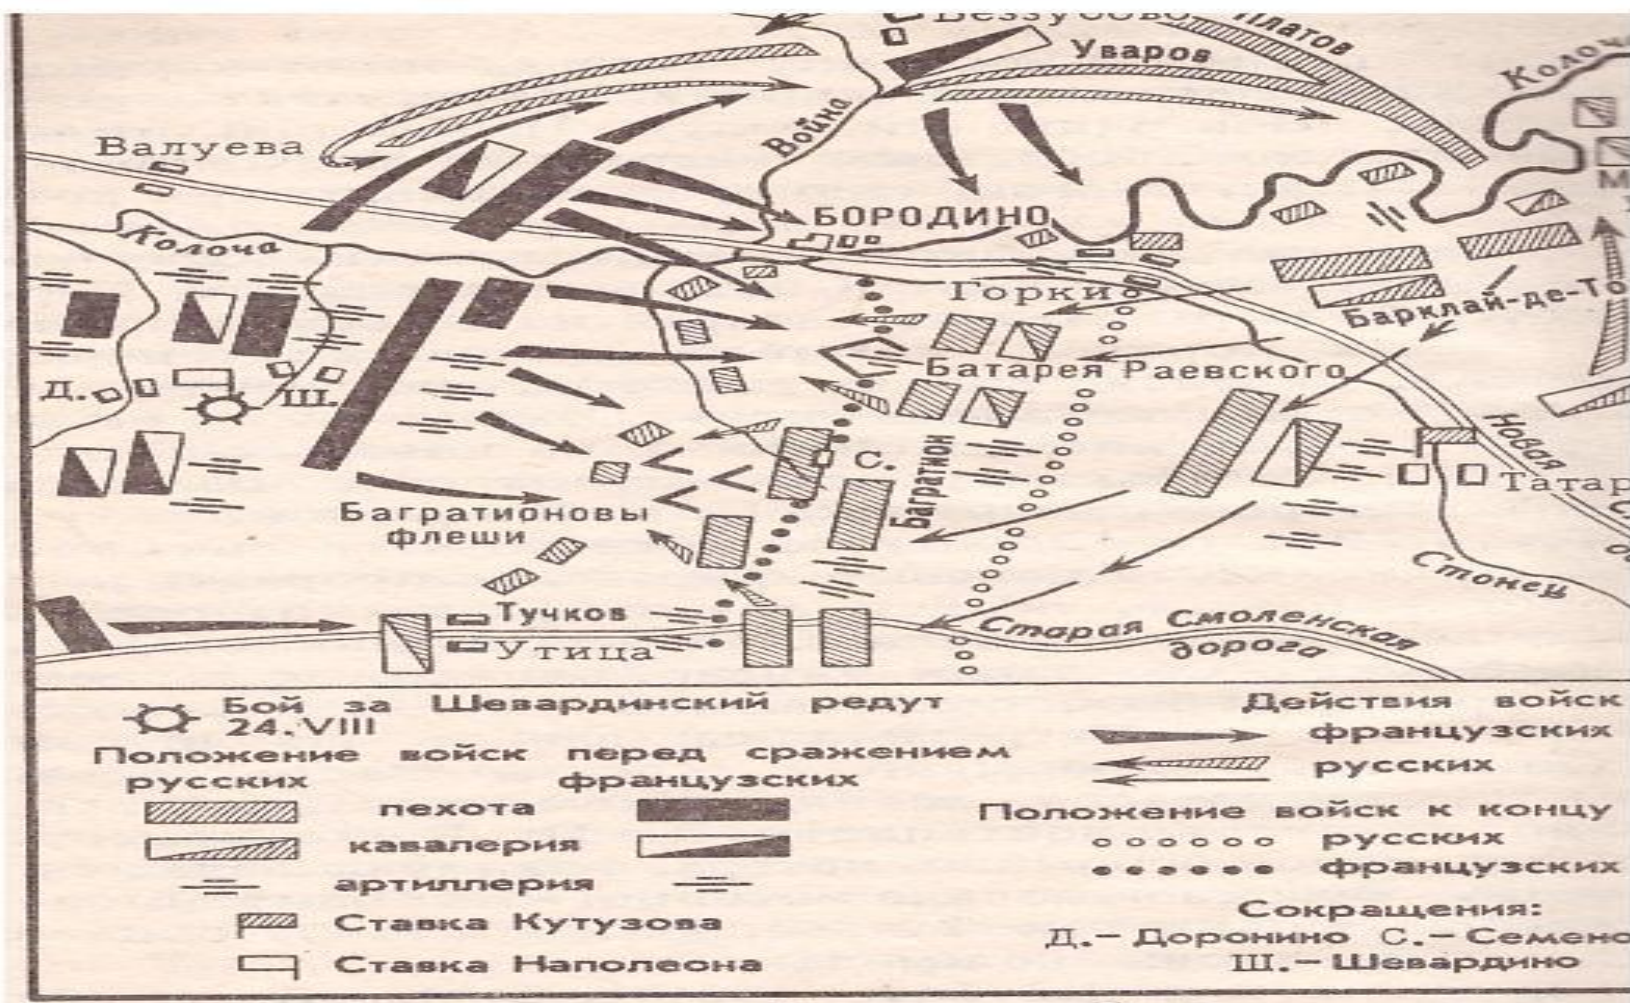 Платов
Уваров
Колоча
Война
Валуева
БОРОДИНО
Колоча
Горки
Барклай-де-То
Батарея Раевского
Д.
Ш.
С.
Багратион
Новая
Татар
Багратионовы
флеши
Стонец
Тучков
Утица
Старая Смоленская
дорога
Бой за Шевардинский редут
24.VIII
Положение войск перед сражением
русских французских
пехота
кавалерия
артиллерия
Ставка Кутузова
Ставка Наполеона
Действия войск
французских
русских
Положение войск к концу
русских
французских
Сокращения:
Д.— Доронино С.— Семено
Ш.— Шевардино